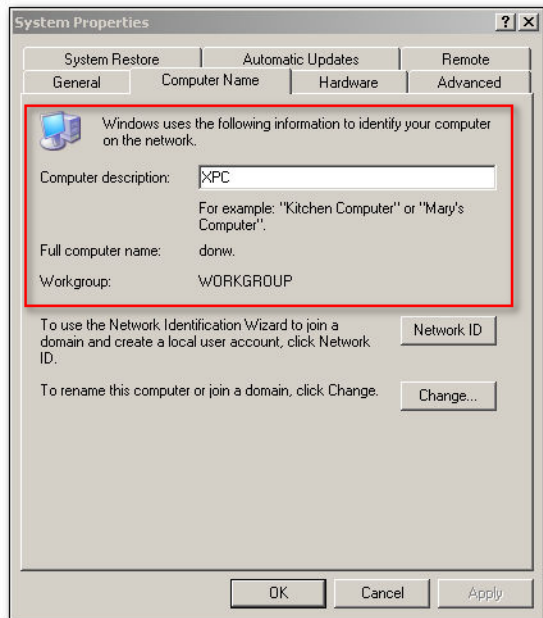 System Properties
System Restore Automatic Updates Remote
General Computer Name Hardware Advanced
Windows uses the following information to identify your computer
on the network.
Computer description: XPC
For example: "Kitchen Computer" or "Mary's
Computer".
Full computer name: donw.
Workgroup: WORKGROUP
To use the Network Identification Wizard to join a
domain and create a local user account, click Network
ID.
Network ID
To rename this computer or join a domain, click Change.
Change...
OK Cancel Apply